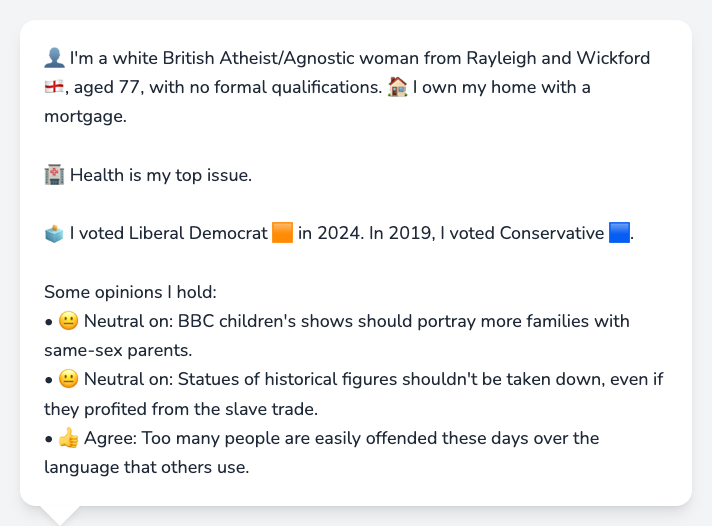 👤 I'm a white British Atheist/Agnostic woman from Rayleigh and Wickford
🏴󠁧󠁢󠁥󠁮󠁧󠁿, aged 77, with no formal qualifications. 🏠 I own my home with a
mortgage.
🏥 Health is my top issue.
🗳️ I voted Liberal Democrat 🟧 in 2024. In 2019, I voted Conservative 🟦.
Some opinions I hold:
• 😐 Neutral on: BBC children's shows should portray more families with
same-sex parents.
• 😐 Neutral on: Statues of historical figures shouldn't be taken down, even if
they profited from the slave trade.
• 👍 Agree: Too many people are easily offended these days over the
language that others use.